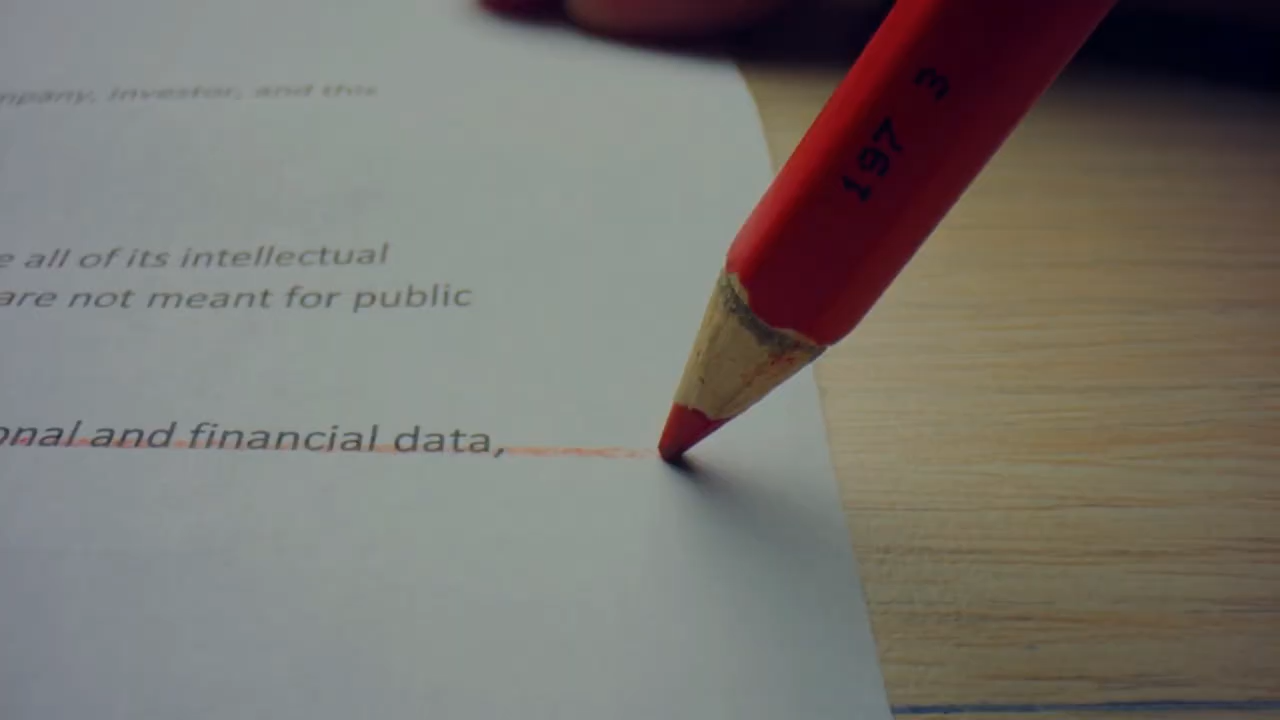 mpany, investor, and this
e all of its intellectual
are not meant for public
onal and financial data,
197 3